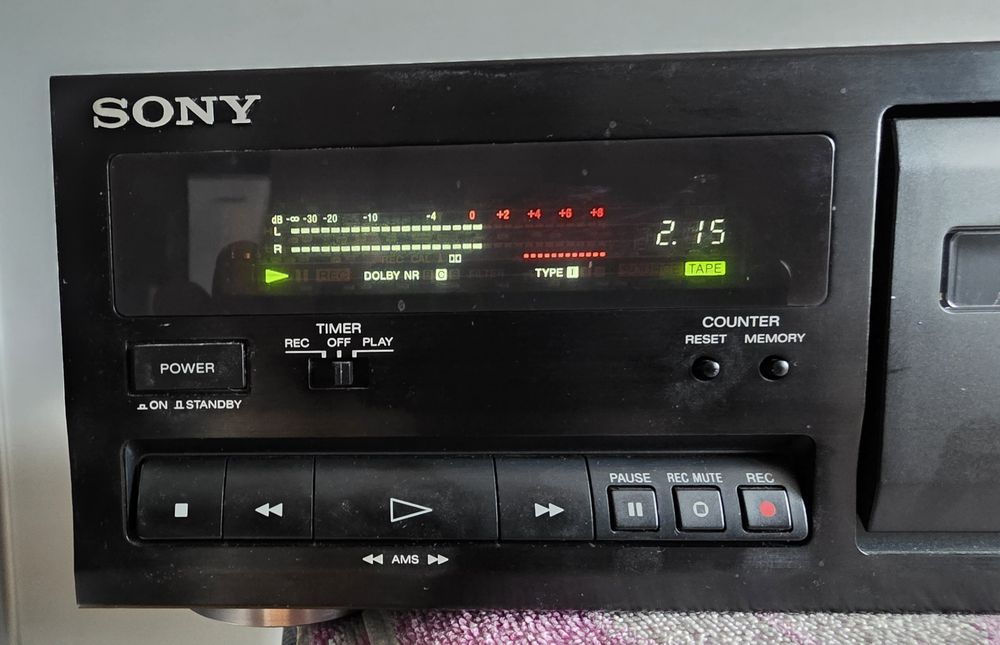 SONY
dB -∞ -30 -20 -10 -4 0 +2 +4 +6 +8
L
R
REC CAL
REC DOLBY NR B C FILTER TYPE I TAPE
2.15
TIMER
REC OFF PLAY
COUNTER
RESET MEMORY
POWER
ON STANDBY
PAUSE REC MUTE REC
AMS